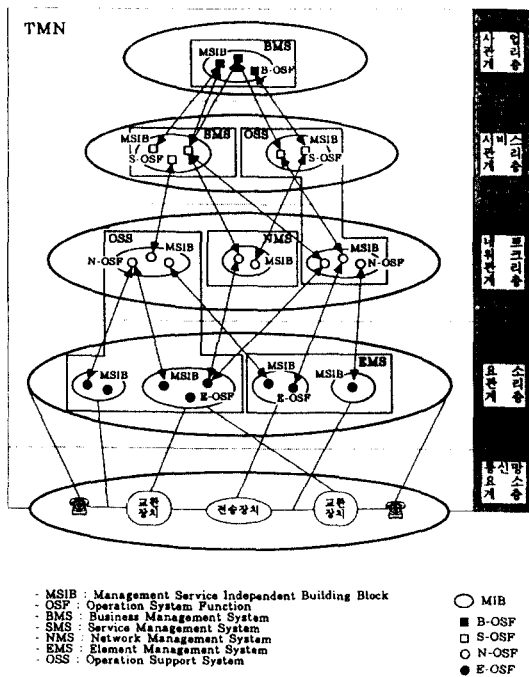 TMN
MSIB
BMS
B-OSF
사 업
관 리
계 층
MSIB
SMS
S-OSF
OSS
MSIB
S-OSF
서비스
관 리
계 층
OSS
MSIB
N-OSF
NMS
MSIB
MSIB
N-OSF
네 트
워 크
관 리
계 층
MSIB
MSIB
E-OSF
MSIB
E-OSF
EMS
MSIB
요 소
관 리
계 층
교환
장치
전송장치
교환
장치
통신망
요 소
계 층
- MSIB : Management Service Independent Building Block
- OSF : Operation System Function
- BMS : Business Management System
- SMS : Service Management System
- NMS : Network Management System
- EMS : Element Management System
- OSS : Operation Support System
MIB
B-OSF
S-OSF
N-OSF
E-OSF